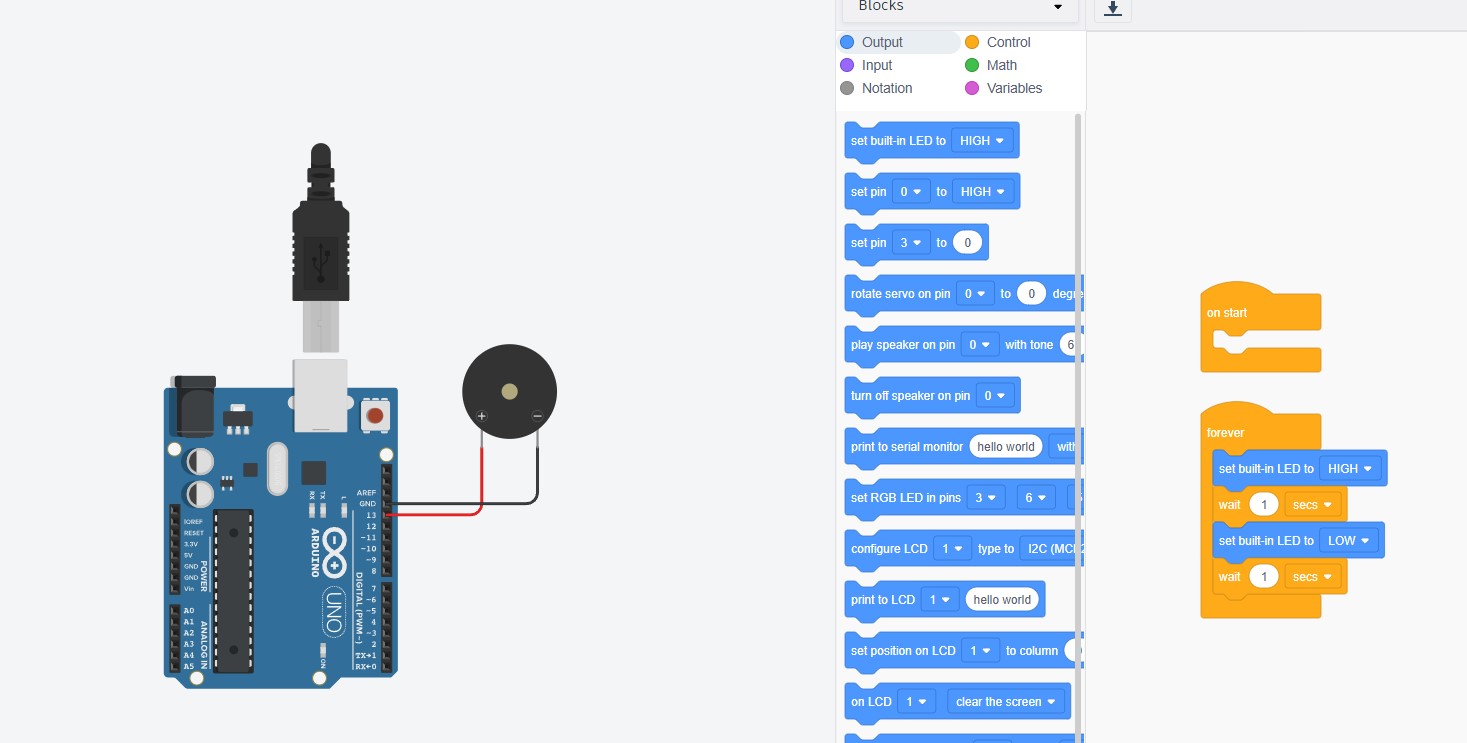 Blocks
Output
Control
Input
Math
Notation
Variables
set built-in LED to HIGH
set pin 0 to HIGH
set pin 3 to 0
rotate servo on pin 0 to 0
play speaker on pin 0 with tone 6
turn off speaker on pin 0
print to serial monitor hello world
set RGB LED in pins 3 6
configure LCD 1 type to I2C
print to LCD 1 hello world
set position on LCD 1 to column
on LCD 1 clear the screen
on start
forever
set built-in LED to HIGH
wait 1 secs
set built-in LED to LOW
wait 1 secs
+ −
AREF
GND
13
12
~11
~10
~9
8
7
~6
~5
4
~3
2
TX→1
RX←0
DIGITAL (PWM~)
IOREF
RESET
3.3V
5V
GND
GND
Vin
POWER
A0
A1
A2
A3
A4
A5
ANALOG IN
RX
TX
L
ARDUINO
UNO
ON